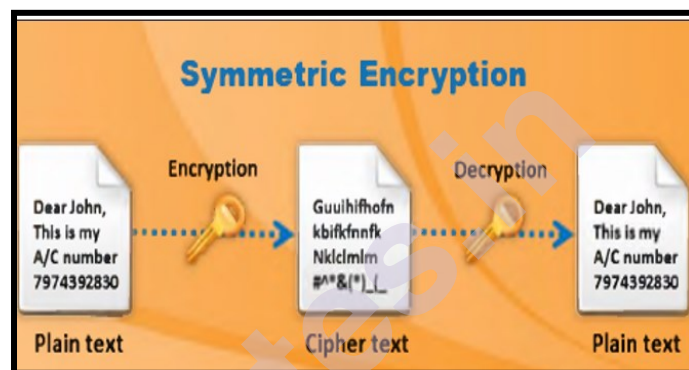 Symmetric Encryption
Encryption
Decryption
Dear John,
This is my
A/C number
7974392830
Guuihifhofn
kbifkfnnfk
Nklclmlm
#^*&(*)_(_
Dear John,
This is my
A/C number
7974392830
Plain text
Cipher text
Plain text